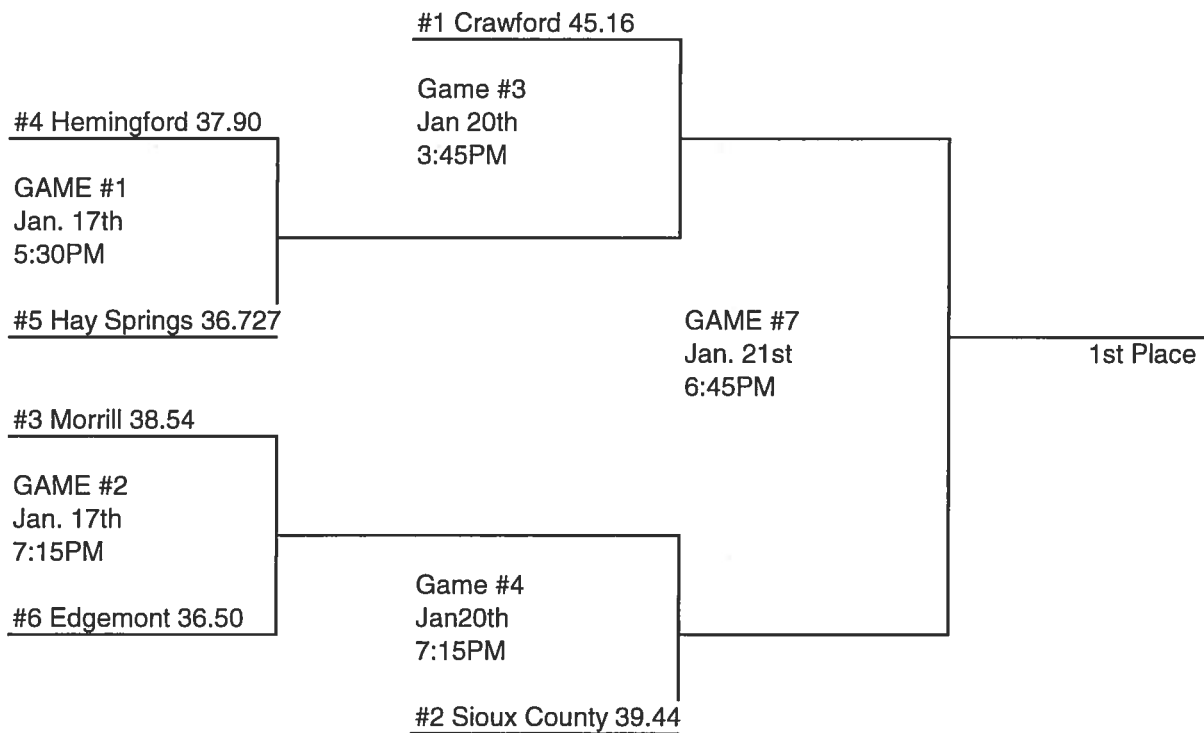 #1 Crawford 45.16
Game #3
Jan 20th
3:45PM
#4 Hemingford 37.90
GAME #1
Jan. 17th
5:30PM
#5 Hay Springs 36.727
GAME #7
Jan. 21st
6:45PM
1st Place
#3 Morrill 38.54
GAME #2
Jan. 17th
7:15PM
#6 Edgemont 36.50
Game #4
Jan20th
7:15PM
#2 Sioux County 39.44